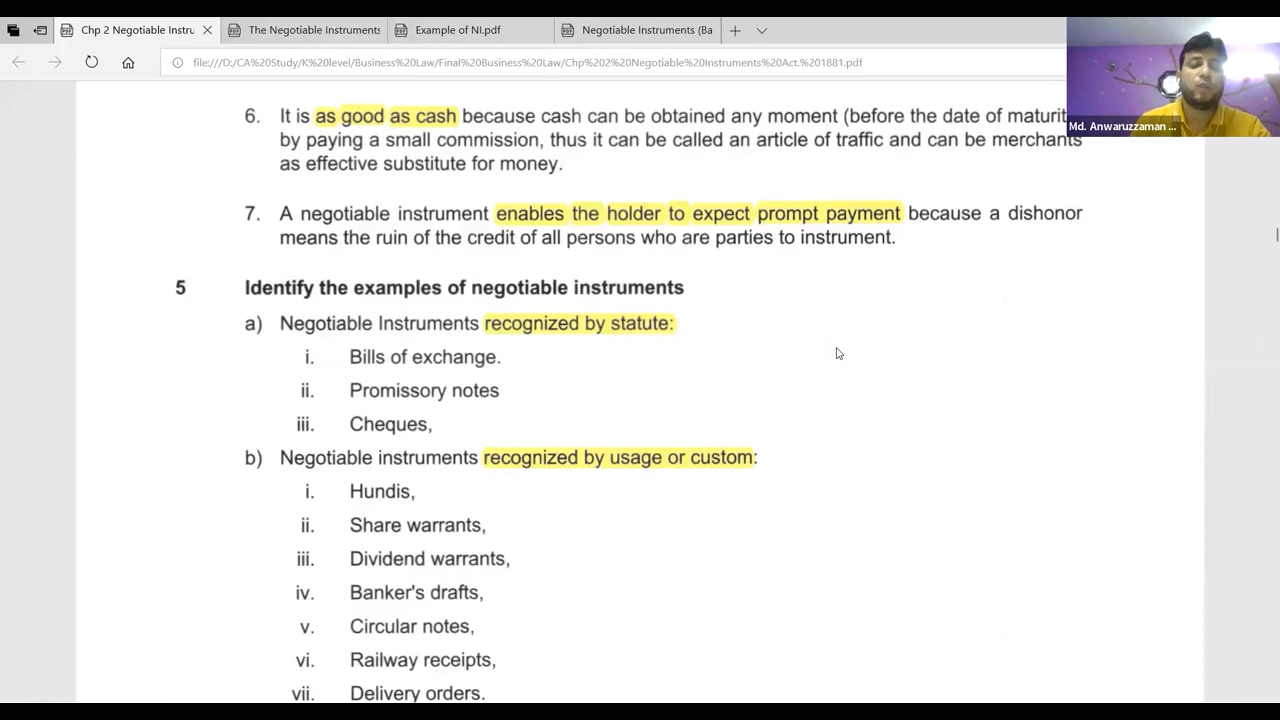 Chp 2 Negotiable Instru
The Negotiable Instruments
Example of NI.pdf
Negotiable Instruments (Ba
file:///D:/CA%20Study/K%20level/Business%20Law/Final%20Business%20Law/Chp%202%20Negotiable%20Instruments%20Act.%201881.pdf
Md. Anwaruzzaman ...
6. It is as good as cash because cash can be obtained any moment (before the date of maturit
by paying a small commission, thus it can be called an article of traffic and can be merchants
as effective substitute for money.
7. A negotiable instrument enables the holder to expect prompt payment because a dishonor
means the ruin of the credit of all persons who are parties to instrument.
5 Identify the examples of negotiable instruments
a) Negotiable Instruments recognized by statute:
i. Bills of exchange.
ii. Promissory notes
iii. Cheques,
b) Negotiable instruments recognized by usage or custom:
i. Hundis,
ii. Share warrants,
iii. Dividend warrants,
iv. Banker's drafts,
v. Circular notes,
vi. Railway receipts,
vii. Delivery orders.